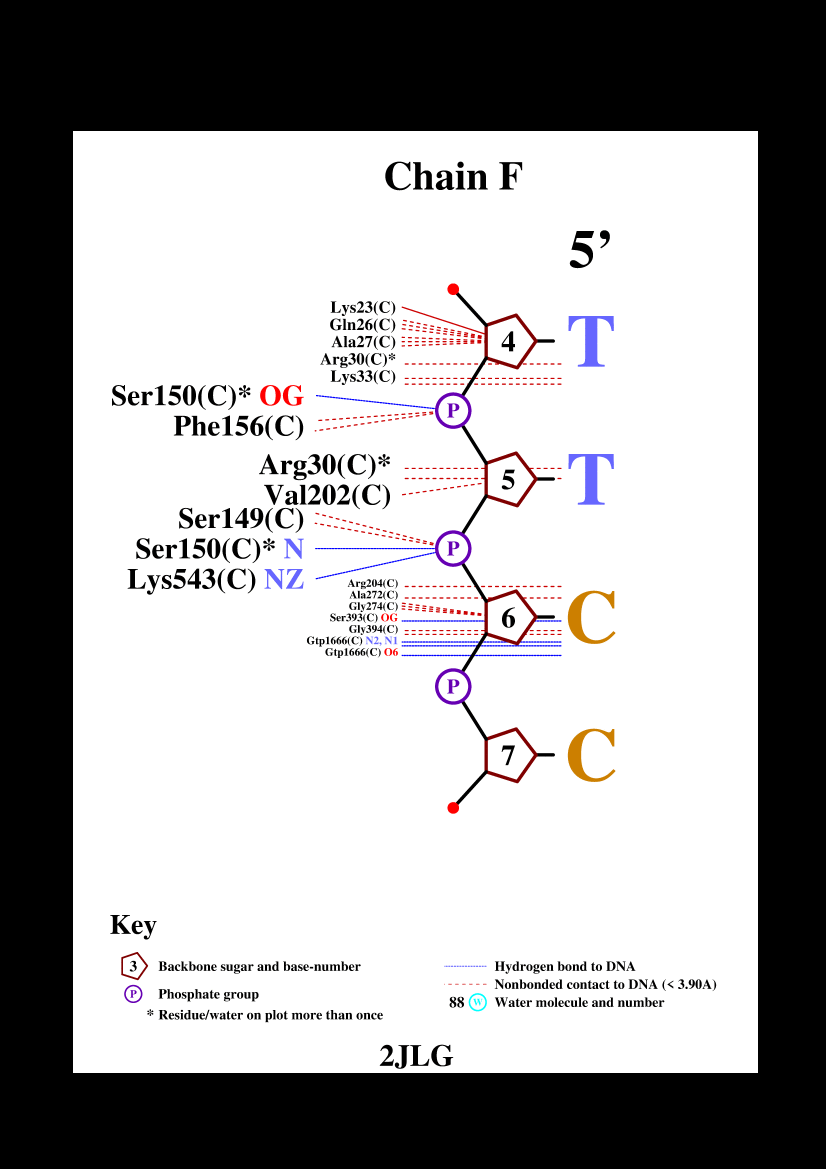 Chain F
5’
Lys23(C)
Gln26(C)
Ala27(C)
4
T
Arg30(C)*
Lys33(C)
Ser150(C)* OG
P
Phe156(C)
Arg30(C)*
5
T
Val202(C)
Ser149(C)
Ser150(C)* N
P
Lys543(C) NZ
Arg204(C)
Ala272(C)
Gly274(C)
Ser393(C) OG
6
C
Gly394(C)
Gtp1666(C) N2, N1
Gtp1666(C) O6
P
7
C
Key
3 Backbone sugar and base-number
P Phosphate group
* Residue/water on plot more than once
Hydrogen bond to DNA
Nonbonded contact to DNA (< 3.90A)
88 W Water molecule and number
2JLG